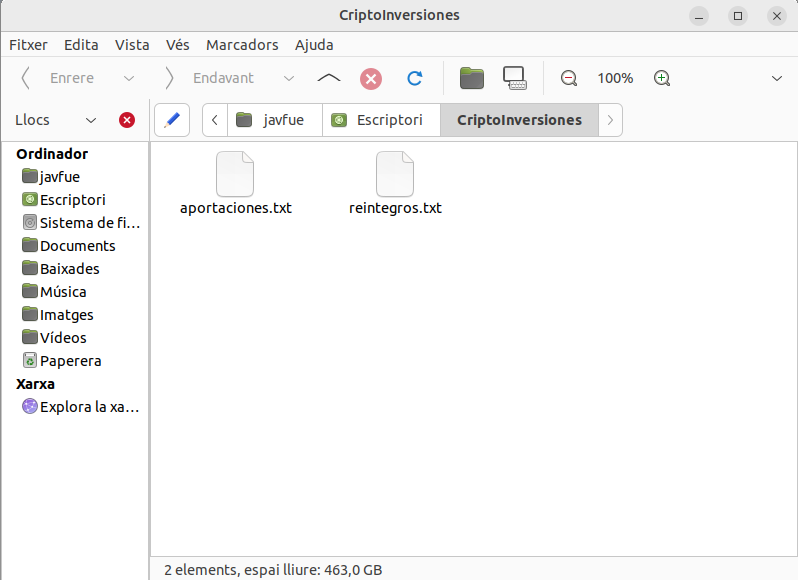 CriptoInversiones
Fitxer Edita Vista Vés Marcadors Ajuda
Enrere Endavant 100%
Llocs javfue Escriptori CriptoInversiones
Ordinador
javfue
Escriptori
Sistema de fi…
Documents
Baixades
Música
Imatges
Vídeos
Paperera
Xarxa
Explora la xa…
aportaciones.txt reintegros.txt
2 elements, espai lliure: 463,0 GB